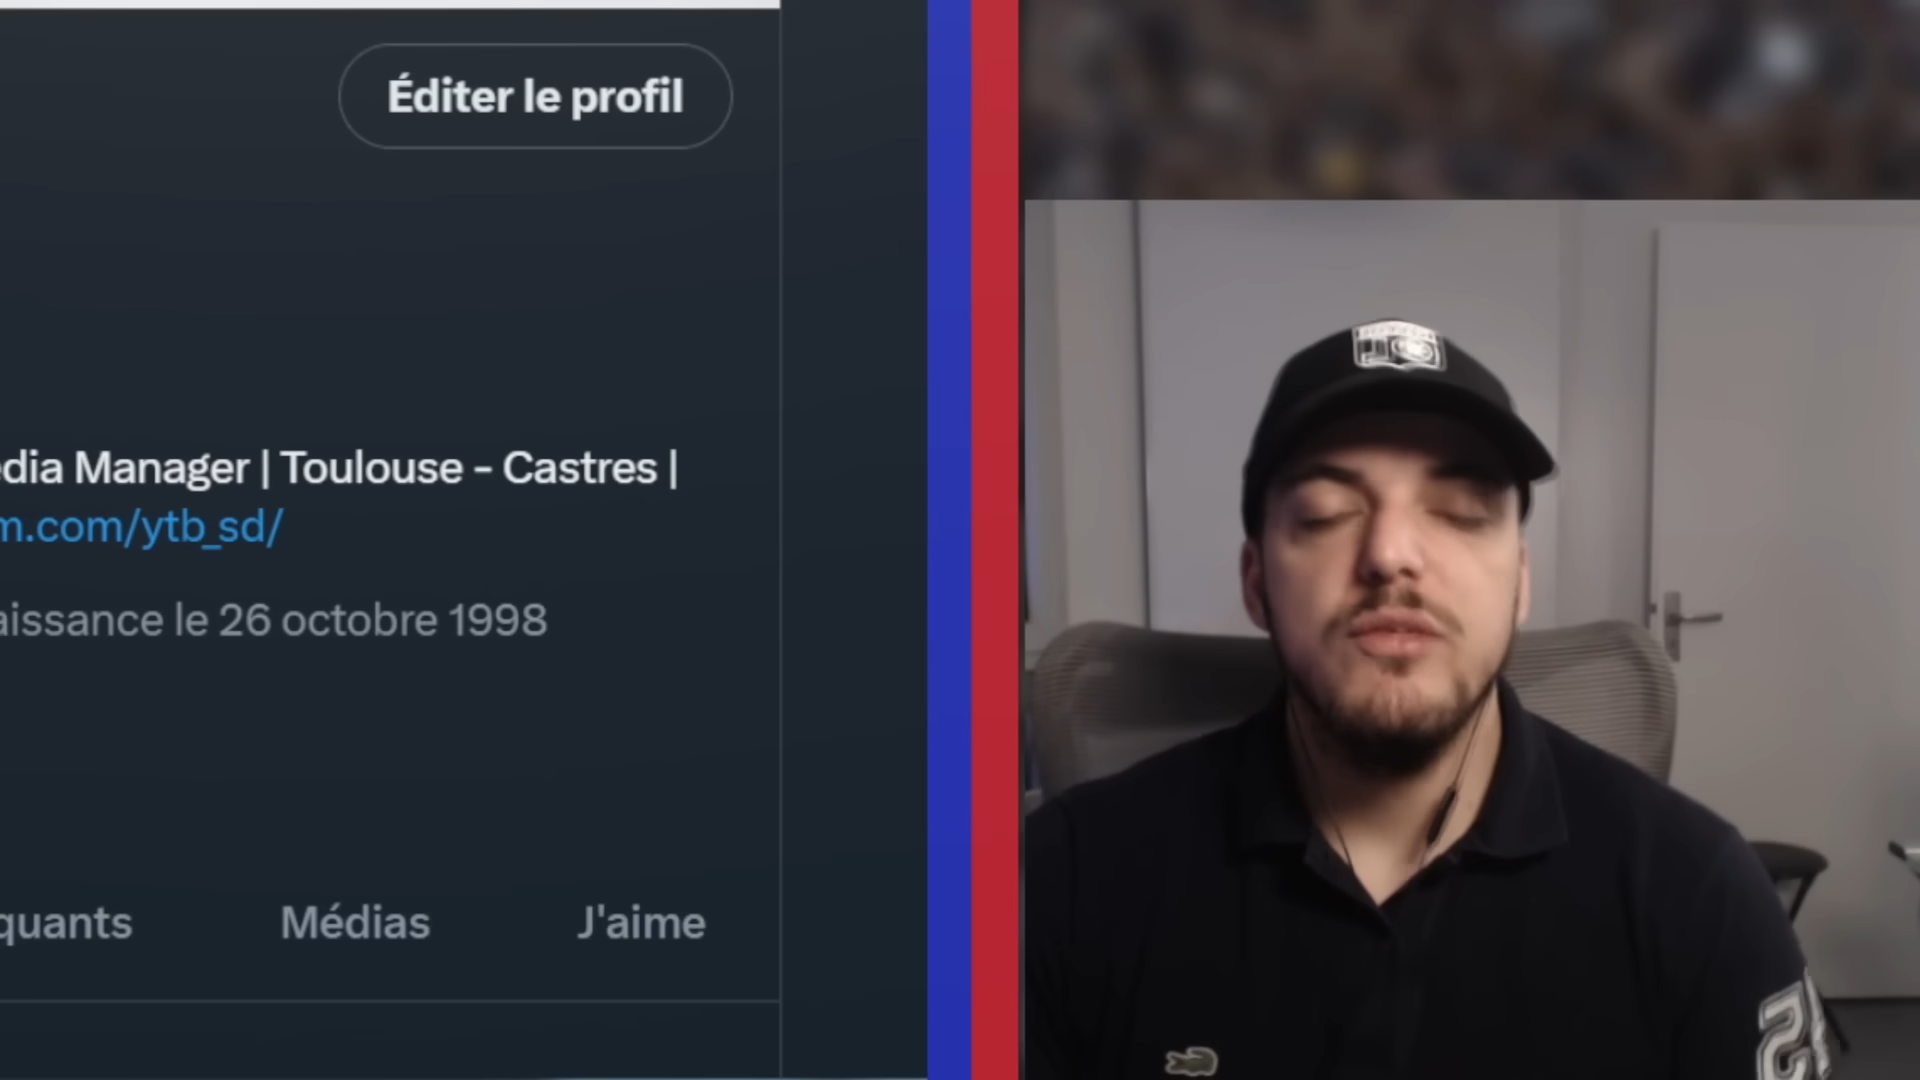 Éditer le profil
edia Manager | Toulouse - Castres |
m.com/ytb_sd/
aissance le 26 octobre 1998
quants
Médias
J'aime